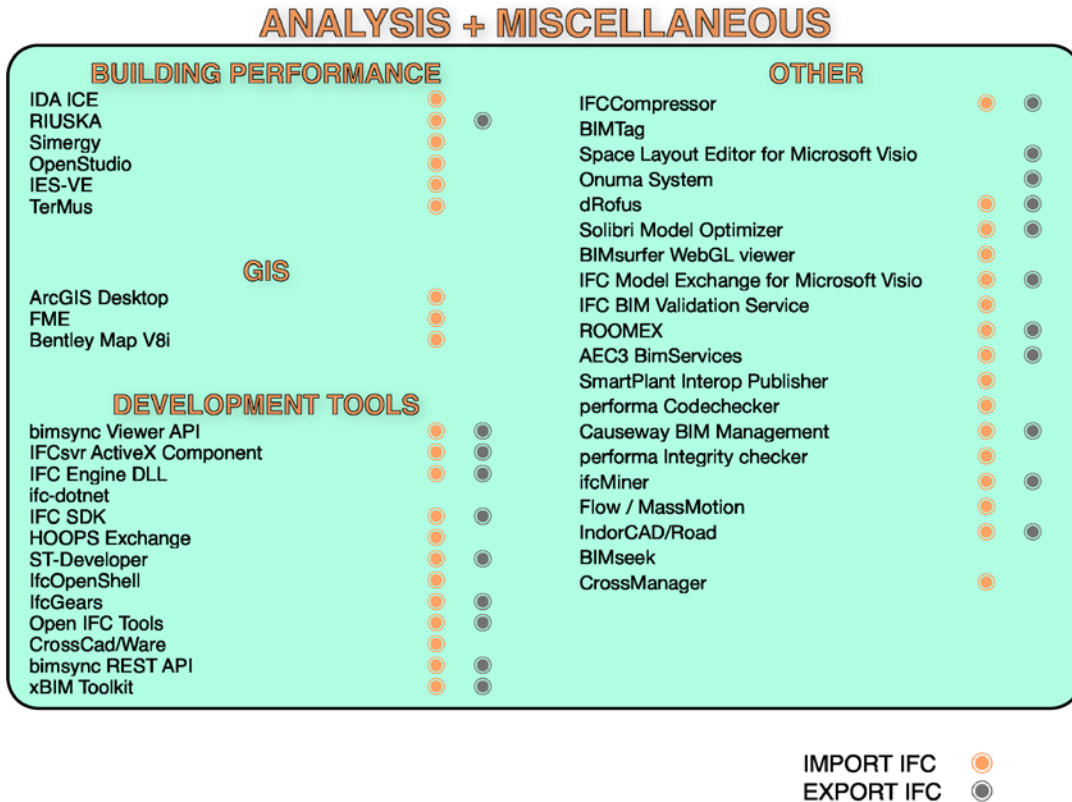 ANALYSIS + MISCELLANEOUS
BUILDING PERFORMANCE
IDA ICE
RIUSKA
Simergy
OpenStudio
IES-VE
TerMus
GIS
ArcGIS Desktop
FME
Bentley Map V8i
DEVELOPMENT TOOLS
bimsync Viewer API
IFCsvr ActiveX Component
IFC Engine DLL
ifc-dotnet
IFC SDK
HOOPS Exchange
ST-Developer
IfcOpenShell
IfcGears
Open IFC Tools
CrossCad/Ware
bimsync REST API
xBIM Toolkit
OTHER
IFCCompressor
BIMTag
Space Layout Editor for Microsoft Visio
Onuma System
dRofus
Solibri Model Optimizer
BIMsurfer WebGL viewer
IFC Model Exchange for Microsoft Visio
IFC BIM Validation Service
ROOMEX
AEC3 BimServices
SmartPlant Interop Publisher
performa Codechecker
Causeway BIM Management
performa Integrity checker
ifcMiner
Flow / MassMotion
IndorCAD/Road
BIMseek
CrossManager
IMPORT IFC
EXPORT IFC